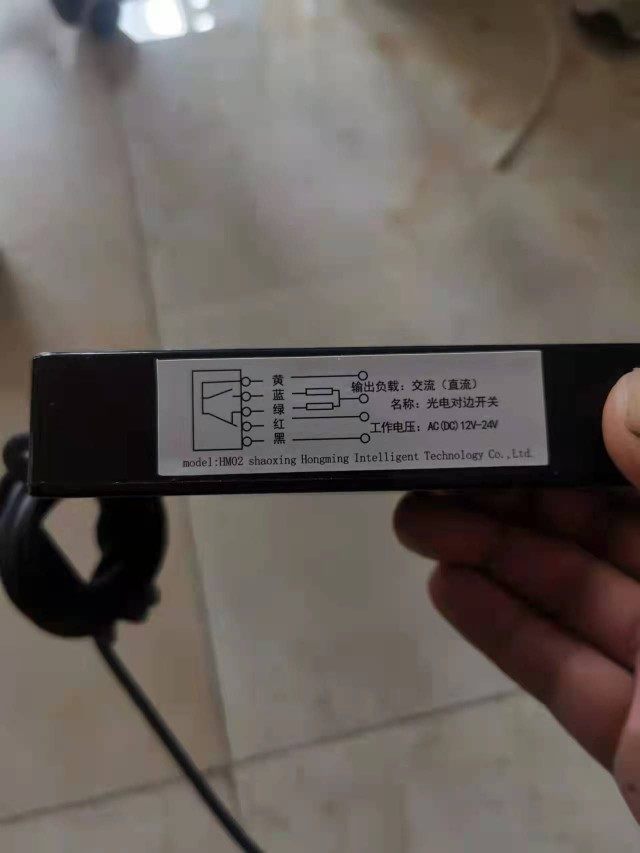 黄
蓝
绿
红
黑
输出负载: 交流 (直流)
名称: 光电对边开关
工作电压: AC(DC)12V-24V
model:HM02 shaoxing Hongming Intelligent Technology Co.,Ltd.